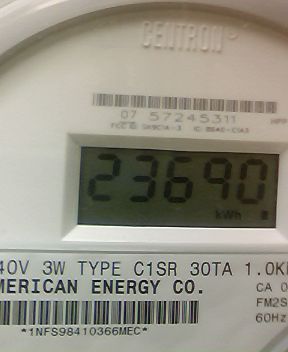 CENTRON
07 57245311
23690
kWh
40V 3W TYPE C1SR 30TA 1.0K
MERICAN ENERGY CO.
CA 0
FM2S
60Hz
*1NFS98410366MEC*